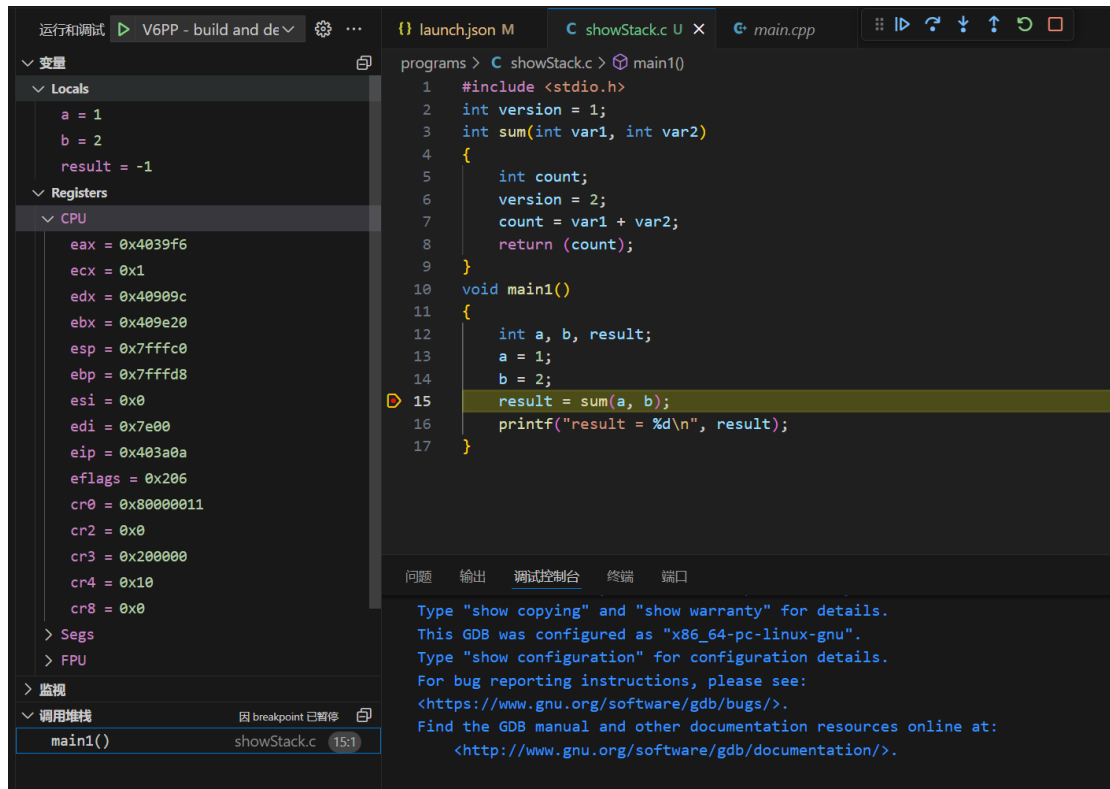 运行和调试 V6PP - build and de
变量
Locals
a = 1
b = 2
result = -1
Registers
CPU
eax = 0x4039f6
ecx = 0x1
edx = 0x40909c
ebx = 0x409e20
esp = 0x7fffc0
ebp = 0x7fffd8
esi = 0x0
edi = 0x7e00
eip = 0x403a0a
eflags = 0x206
cr0 = 0x80000011
cr2 = 0x0
cr3 = 0x200000
cr4 = 0x10
cr8 = 0x0
Segs
FPU
监视
调用堆栈 因 breakpoint 已暂停
main1() showStack.c 15:1
{} launch.json M C showStack.c U main.cpp
programs > C showStack.c > main1()
1 #include <stdio.h>
2 int version = 1;
3 int sum(int var1, int var2)
4 {
5 int count;
6 version = 2;
7 count = var1 + var2;
8 return (count);
9 }
10 void main1()
11 {
12 int a, b, result;
13 a = 1;
14 b = 2;
15 result = sum(a, b);
16 printf("result = %d\n", result);
17 }
问题 输出 调试控制台 终端 端口
Type "show copying" and "show warranty" for details.
This GDB was configured as "x86_64-pc-linux-gnu".
Type "show configuration" for configuration details.
For bug reporting instructions, please see:
<https://www.gnu.org/software/gdb/bugs/>.
Find the GDB manual and other documentation resources online at:
<http://www.gnu.org/software/gdb/documentation/>.